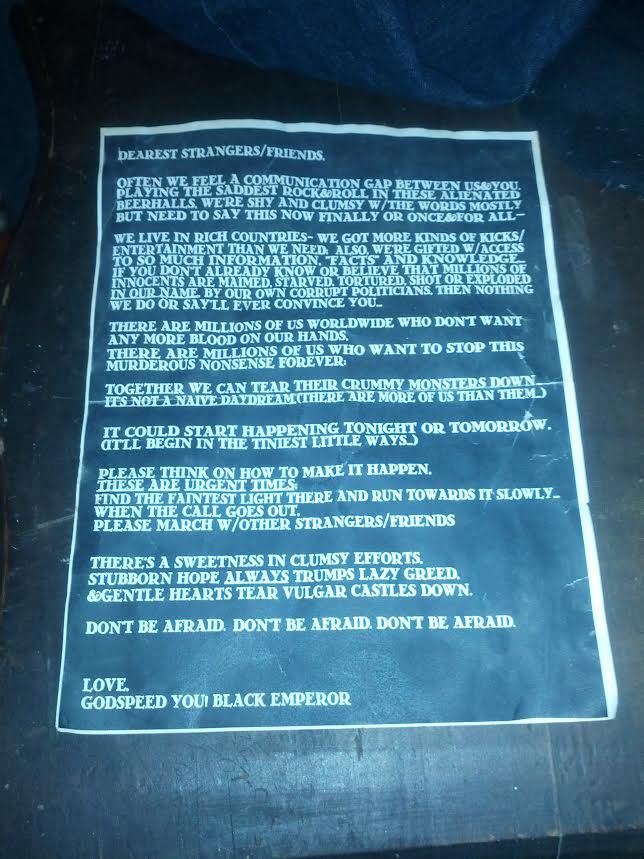 DEAREST STRANGERS/FRIENDS,
OFTEN WE FEEL A COMMUNICATION GAP BETWEEN US&YOU.
PLAYING THE SADDEST ROCK&ROLL IN THESE ALIENATED
BEERHALLS, WE'RE SHY AND CLUMSY W/THE WORDS MOSTLY
BUT NEED TO SAY THIS NOW FINALLY OR ONCE&FOR ALL—
WE LIVE IN RICH COUNTRIES- WE GOT MORE KINDS OF KICKS/
ENTERTAINMENT THAN WE NEED; ALSO, WE'RE GIFTED W/ACCESS
TO SO MUCH INFORMATION, "FACTS" AND KNOWLEDGE...
IF YOU DON'T ALREADY KNOW OR BELIEVE THAT MILLIONS OF
INNOCENTS ARE MAIMED, STARVED, TORTURED, SHOT OR EXPLODED
IN OUR NAME, BY OUR OWN CORRUPT POLITICIANS, THEN NOTHING
WE DO OR SAY'LL EVER CONVINCE YOU...
THERE ARE MILLIONS OF US WORLDWIDE WHO DON'T WANT
ANY MORE BLOOD ON OUR HANDS.
THERE ARE MILLIONS OF US WHO WANT TO STOP THIS
MURDEROUS NONSENSE FOREVER;
TOGETHER WE CAN TEAR THEIR CRUMMY MONSTERS DOWN...
IT'S NOT A NAIVE DAYDREAM.(THERE ARE MORE OF US THAN THEM...)
IT COULD START HAPPENING TONIGHT OR TOMORROW.
(IT'LL BEGIN IN THE TINIEST LITTLE WAYS...)
PLEASE THINK ON HOW TO MAKE IT HAPPEN.
THESE ARE URGENT TIMES;
FIND THE FAINTEST LIGHT THERE AND RUN TOWARDS IT SLOWLY...
WHEN THE CALL GOES OUT,
PLEASE MARCH W/OTHER STRANGERS/FRIENDS
THERE'S A SWEETNESS IN CLUMSY EFFORTS,
STUBBORN HOPE ALWAYS TRUMPS LAZY GREED,
&GENTLE HEARTS TEAR VULGAR CASTLES DOWN.
DON'T BE AFRAID. DON'T BE AFRAID. DON'T BE AFRAID.
LOVE,
GODSPEED YOU! BLACK EMPEROR